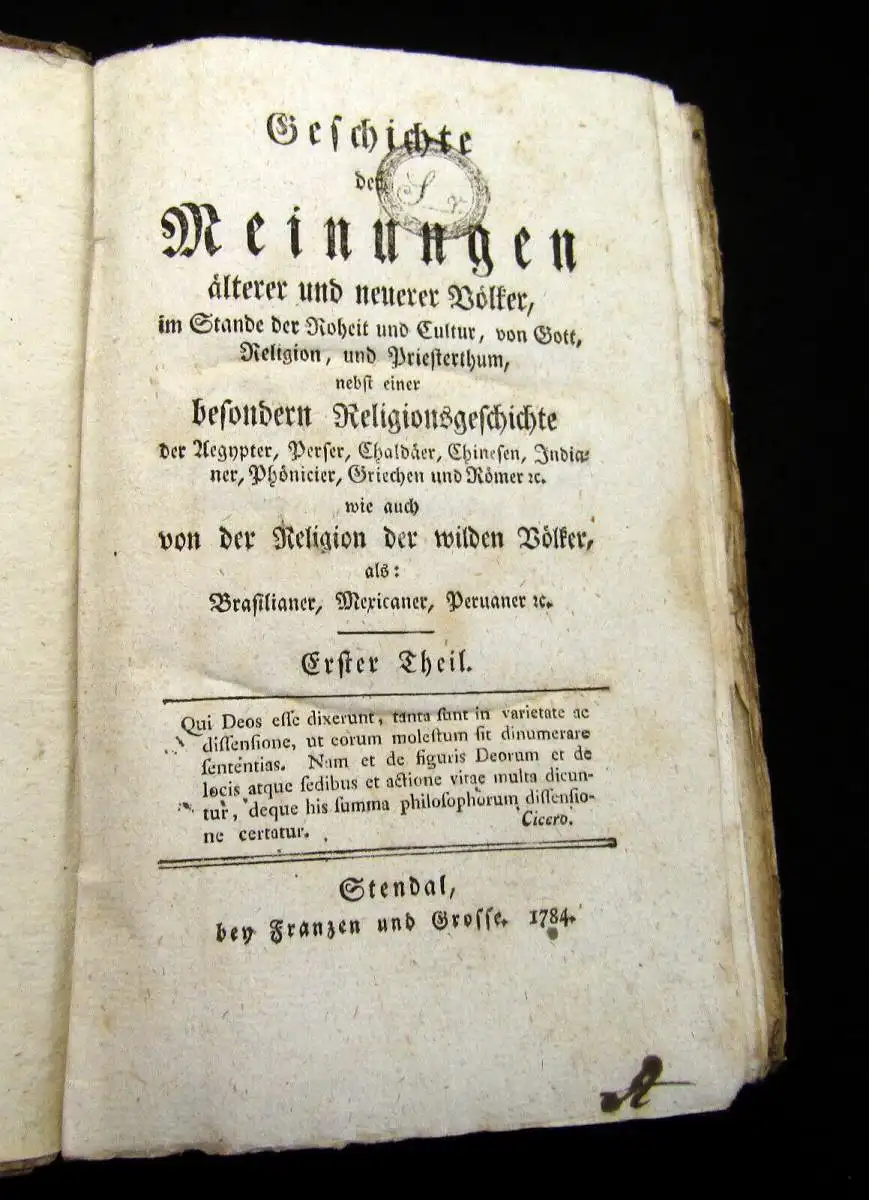 Geſchichte
der
Meinungen
älterer und neuerer Völker,
im Stande der Roheit und Cultur, von Gott,
Religion, und Prieſterthum,
nebſt einer
beſondern Religionsgeſchichte
der Aegypter, Perſer, Chaldäer, Chineſen, India-
ner, Phönicier, Griechen und Römer ꝛc.
wie auch
von der Religion der wilden Völker,
als:
Braſilianer, Mexicaner, Peruaner ꝛc.
Erſter Theil.
Qui Deos eſſe dixerunt, tanta ſunt in varietate ac
diſſenſione, ut eorum moleſtum ſit dinumerare
ſententias. Nam et de figuris Deorum et de
locis atque ſedibus et actione vitae multa dicun-
tur, deque his ſumma philoſophorum diſſenſio-
ne certatur.
Cicero.
Stendal,
bey Franzen und Groſſe. 1784.
A